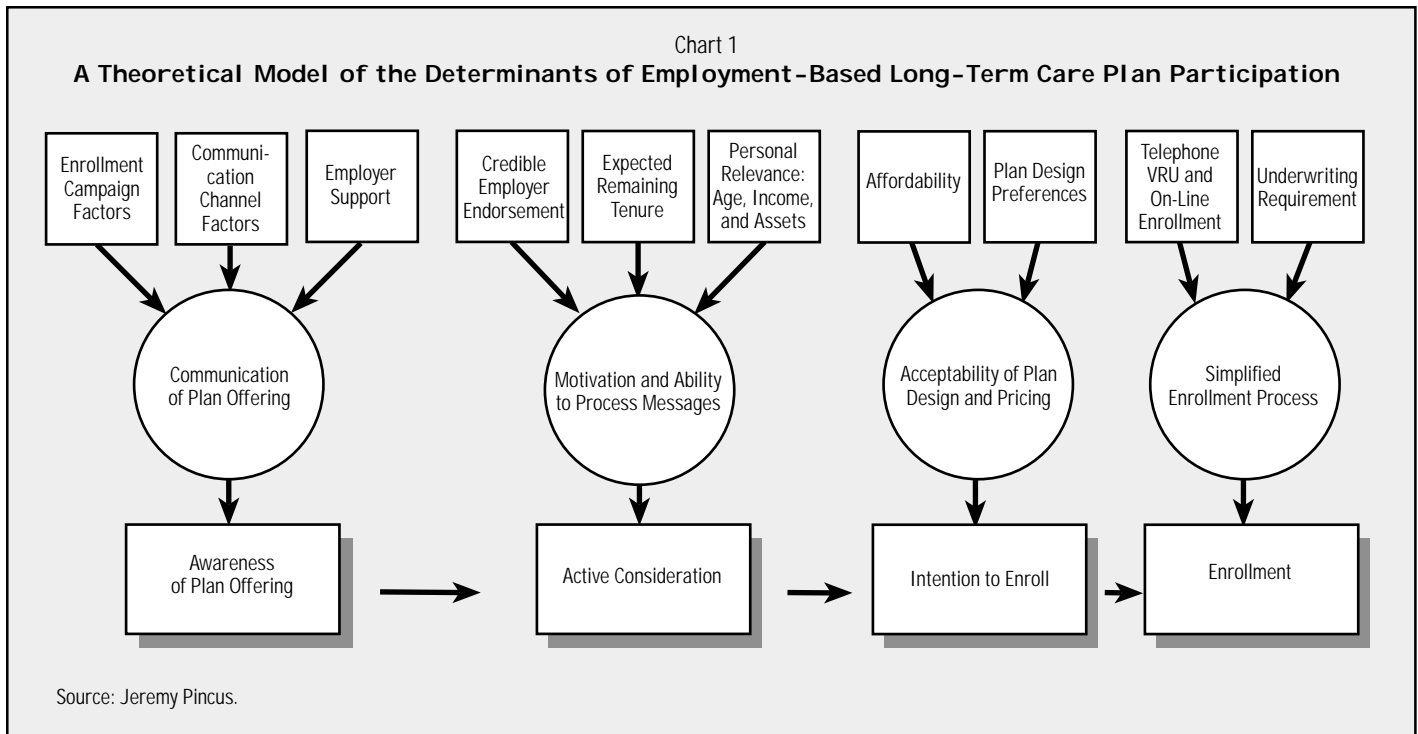 Chart 1
A Theoretical Model of the Determinants of Employment-Based Long-Term Care Plan Participation
Enrollment
Campaign
Factors
Communi-
cation
Channel
Factors
Employer
Support
Credible
Employer
Endorsement
Expected
Remaining
Tenure
Personal
Relevance:
Age, Income,
and Assets
Affordability
Plan Design
Preferences
Telephone
VRU and
On-Line
Enrollment
Underwriting
Requirement
Communication
of Plan Offering
Motivation and Ability
to Process Messages
Acceptability of Plan
Design and Pricing
Simplified
Enrollment Process
Awareness
of Plan Offering
Active Consideration
Intention to Enroll
Enrollment
Source: Jeremy Pincus.